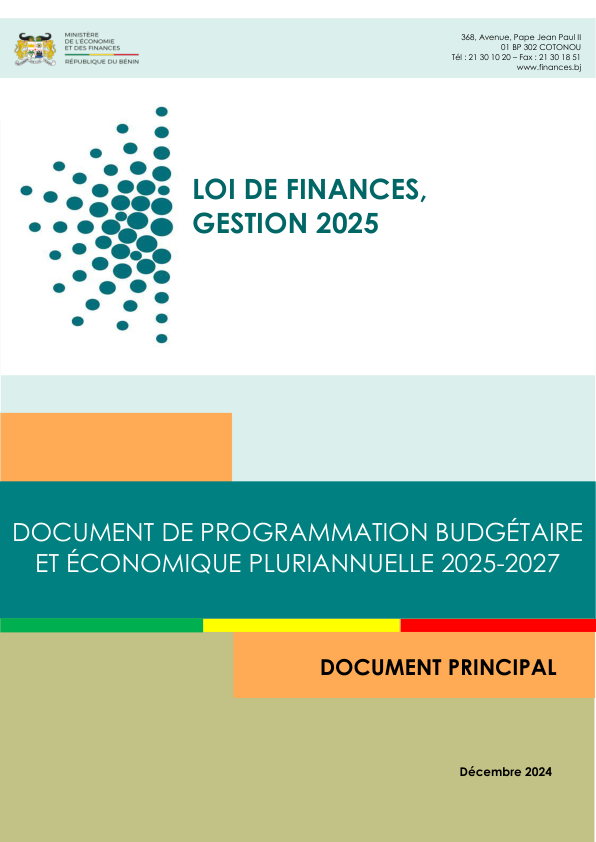 MINISTÈRE
DE L'ÉCONOMIE
ET DES FINANCES
RÉPUBLIQUE DU BÉNIN
368, Avenue, Pape Jean Paul II
01 BP 302 COTONOU
Tél : 21 30 10 20 – Fax : 21 30 18 51
www.finances.bj
LOI DE FINANCES,
GESTION 2025
DOCUMENT DE PROGRAMMATION BUDGÉTAIRE
ET ÉCONOMIQUE PLURIANNUELLE 2025-2027
DOCUMENT PRINCIPAL
Décembre 2024